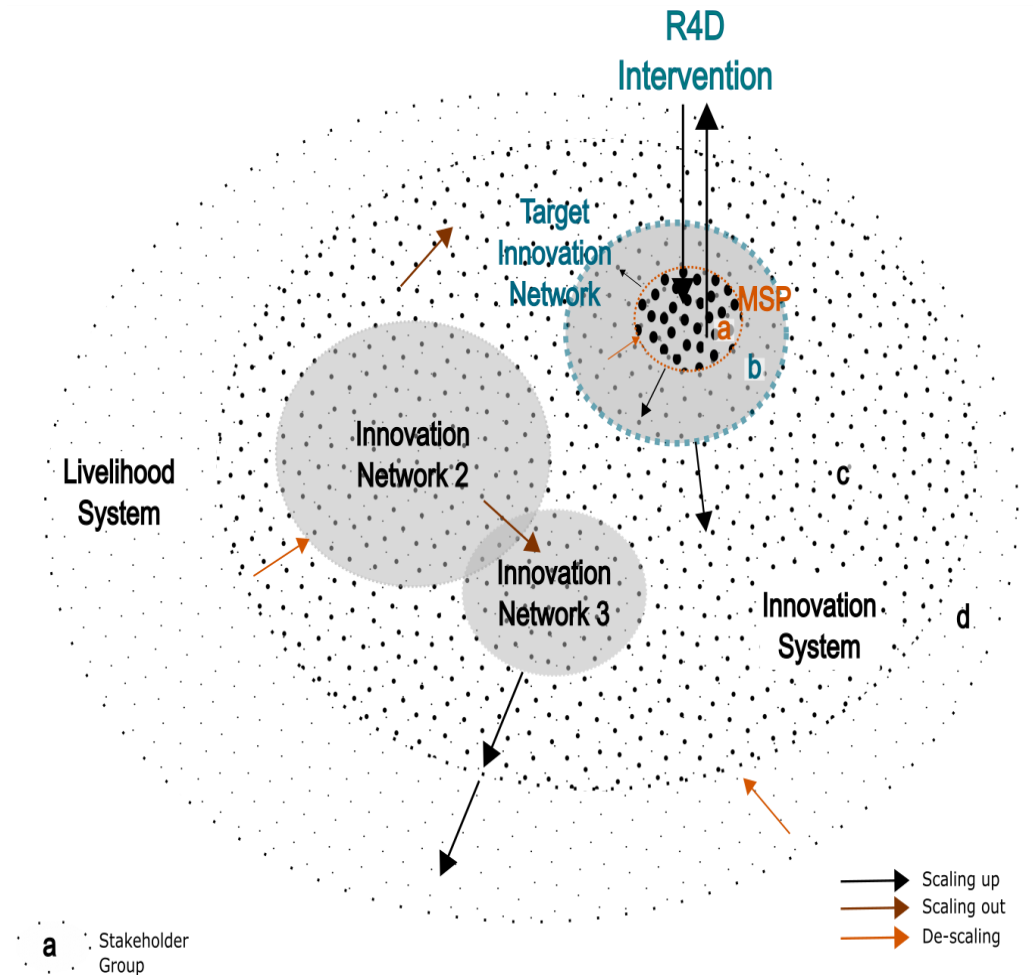 R4D
Intervention
Target
Innovation
Network
MSP
a
b
Innovation
Network 2
Livelihood
System
c
Innovation
Network 3
Innovation
System
d
Scaling up
Scaling out
De-scaling
a
Stakeholder
Group